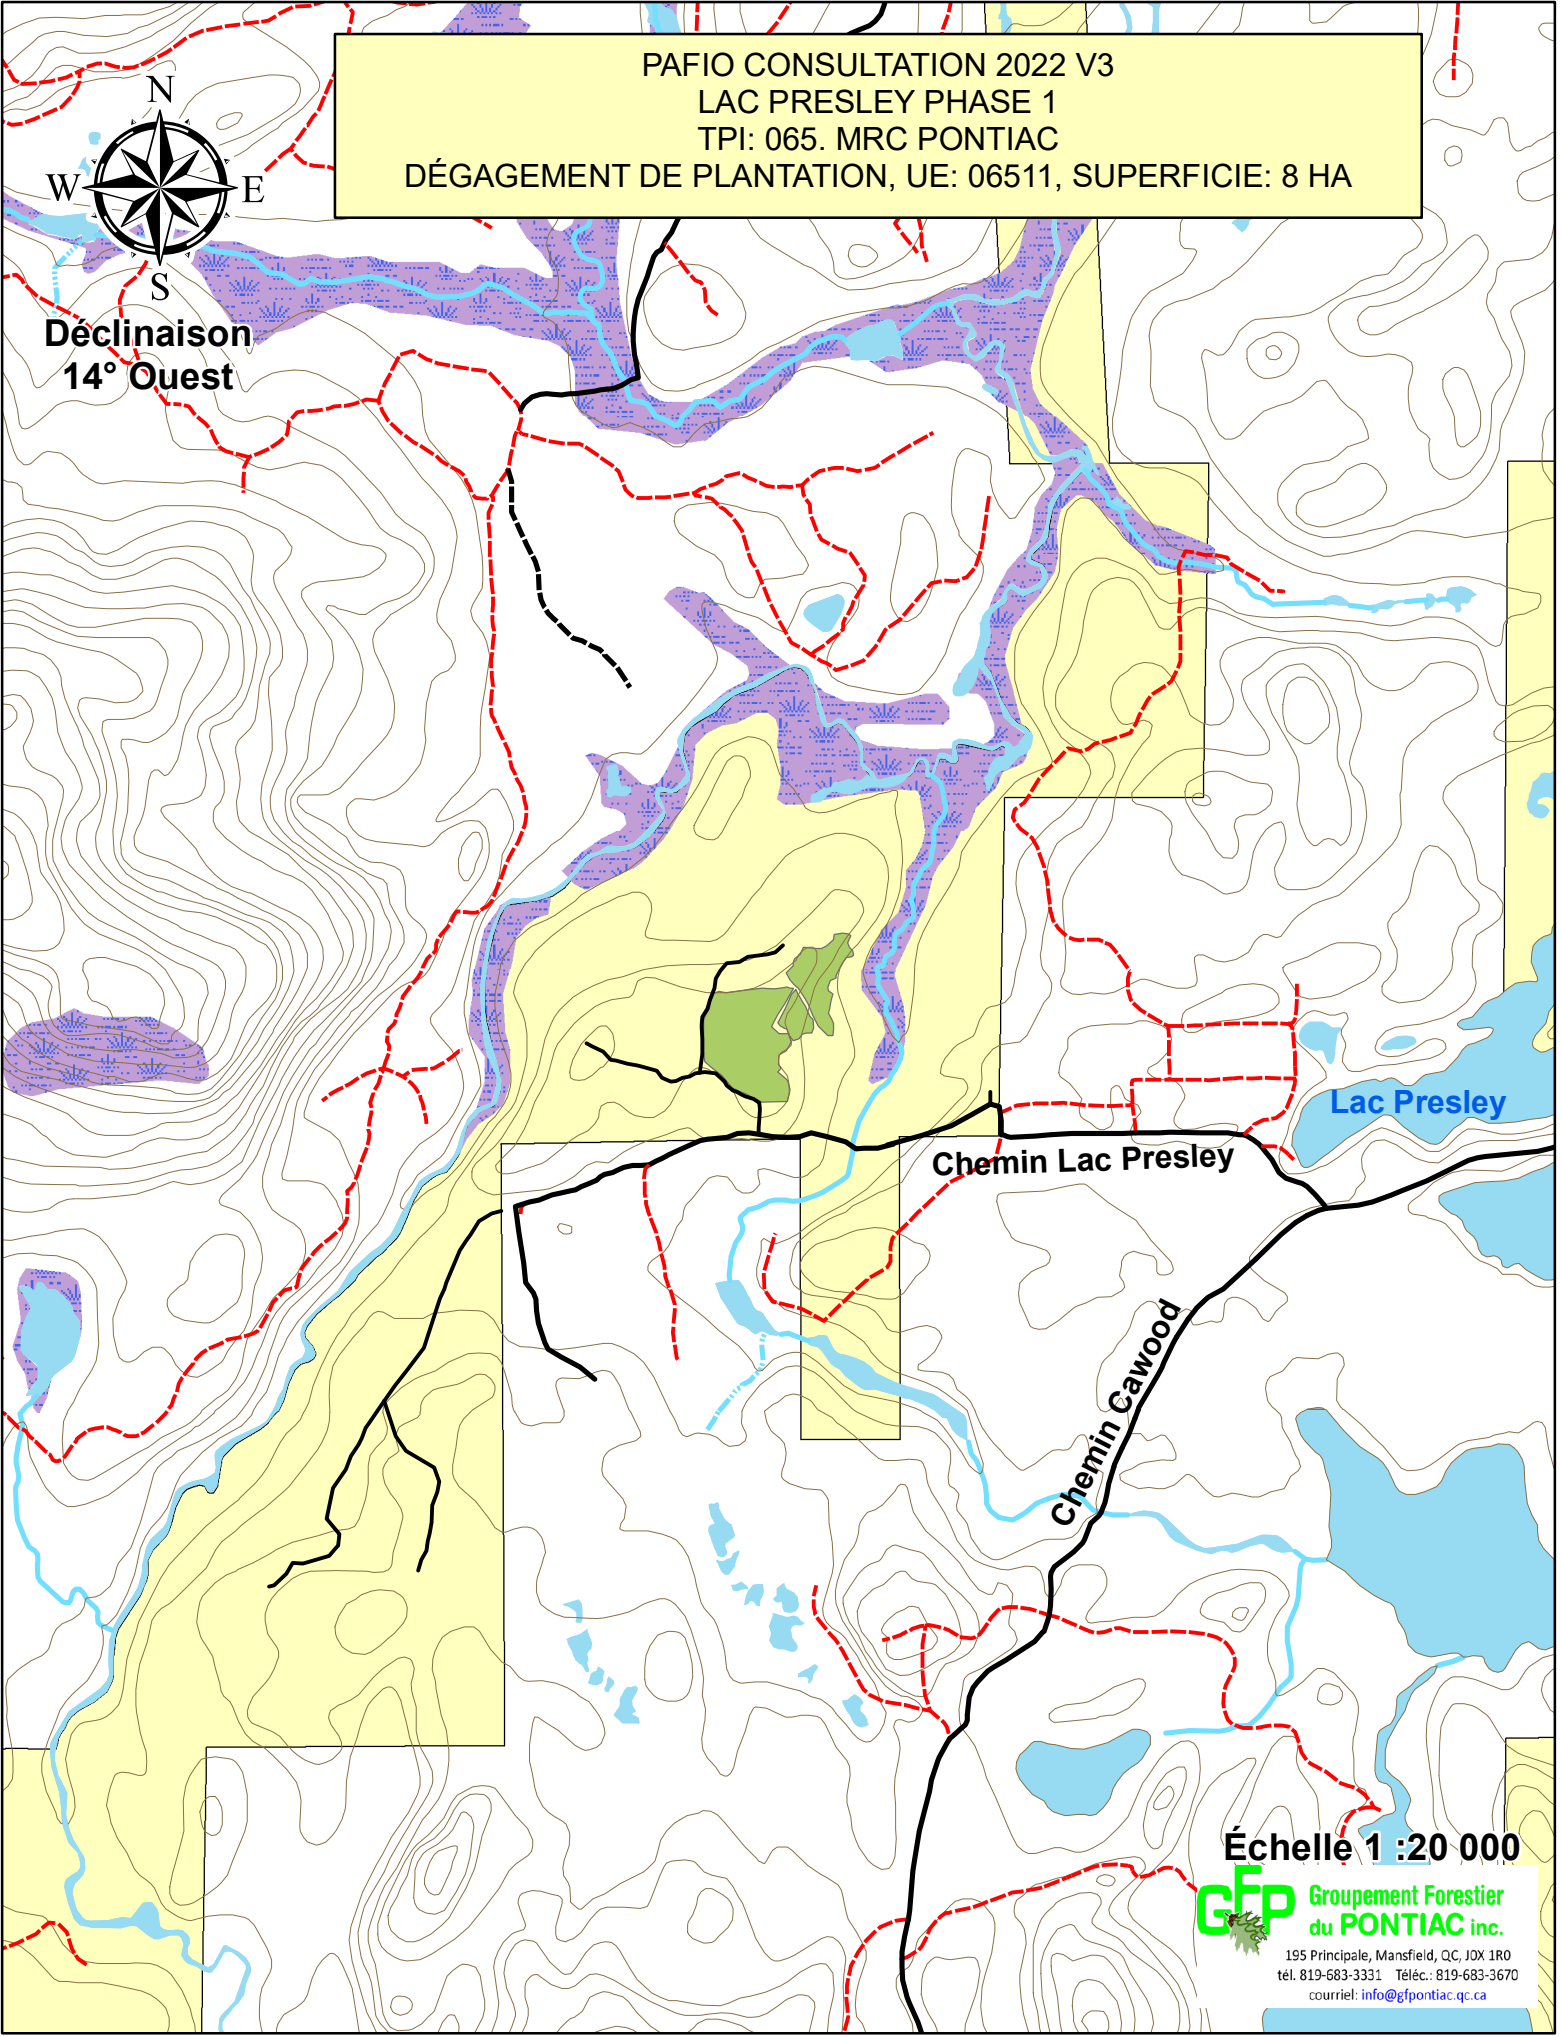 PAFIO CONSULTATION 2022 V3
LAC PRESLEY PHASE 1
TPI: 065. MRC PONTIAC
DÉGAGEMENT DE PLANTATION, UE: 06511, SUPERFICIE: 8 HA
N
W
E
S
Déclinaison
14° Ouest
Lac Presley
Chemin Lac Presley
Chemin Cawood
Échelle 1 :20 000
GFP
Groupement Forestier
du PONTIAC inc.
195 Principale, Mansfield, QC, J0X 1R0
tél. 819-683-3331 Téléc.: 819-683-3670
courriel: info@gfpontiac.qc.ca